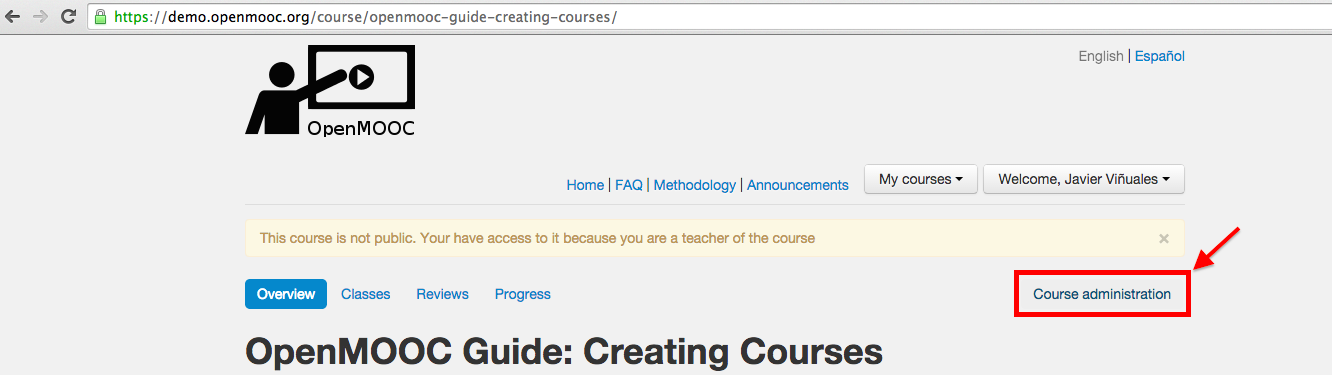 https://demo.openmooc.org/course/openmooc-guide-creating-courses/
English | Español
OpenMOOC
Home | FAQ | Methodology | Announcements My courses Welcome, Javier Viñuales
This course is not public. Your have access to it because you are a teacher of the course ×
Overview Classes Reviews Progress Course administration
OpenMOOC Guide: Creating Courses